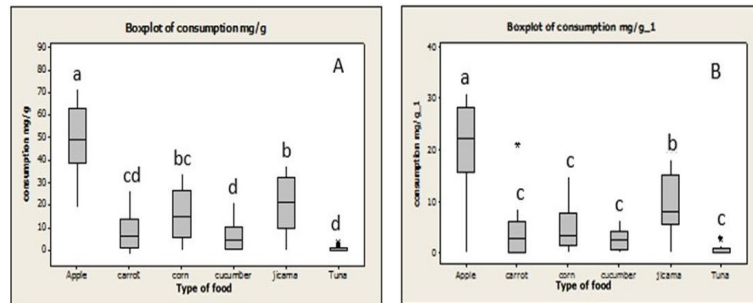 Boxplot of consumption mg/g
A
90
80
70
60
50
40
30
20
10
0
consumption mg/g
a
cd
bc
d
b
d
Apple carrot corn cucumber jicama Tuna
Type of food
Boxplot of consumption mg/g_1
B
40
30
20
10
0
consumption mg/g_1
a
c
c
c
b
c
Apple carrot corn cucumber jicama Tuna
Type of food